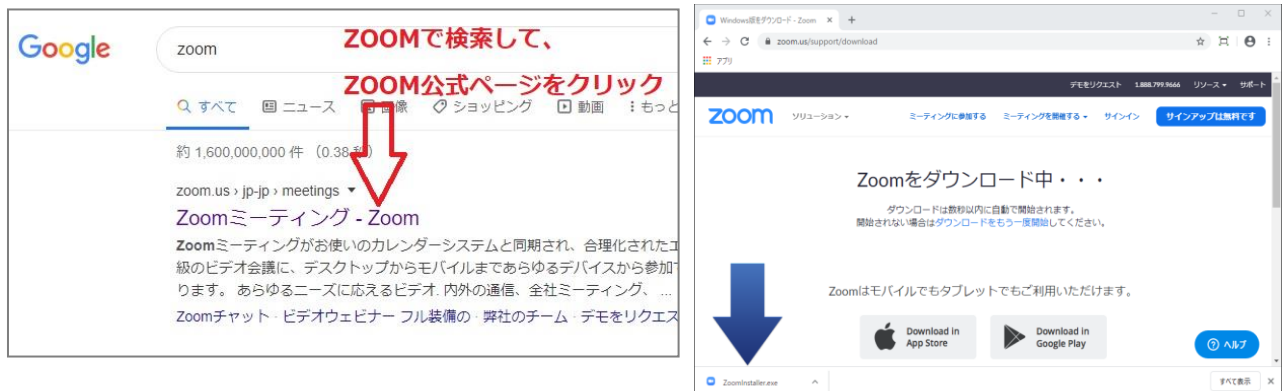 Google
zoom
ZOOMで検索して、
ZOOM公式ページをクリック
すべて ニュース 画像 ショッピング 動画 もっと
約 1,600,000,000 件 (0.38 秒)
zoom.us › jp-jp › meetings
Zoomミーティング - Zoom
Zoomミーティングがお使いのカレンダーシステムと同期され、合理化されたエ
級のビデオ会議に、デスクトップからモバイルまであらゆるデバイスから参加で
ります。 あらゆるニーズに応えるビデオ. 内外の通信、全社ミーティング、 ...
Zoomチャット · ビデオウェビナー フル装備の · 弊社のチーム · デモをリクエス
Windows版をダウンロード - Zoom
zoom.us/support/download
アプリ
デモをリクエスト 1.888.799.9666 リソース サポート
zoom ソリューション ミーティングに参加する ミーティングを開催する サインイン サインアップは無料です
Zoomをダウンロード中・・・
ダウンロードは数秒以内に自動で開始されます。
開始されない場合はダウンロードをもう一度開始してください。
Zoomはモバイルでもタブレットでもご利用いただけます。
Download in
App Store
Download in
Google Play
ヘルプ
ZoomInstaller.exe
すべて表示